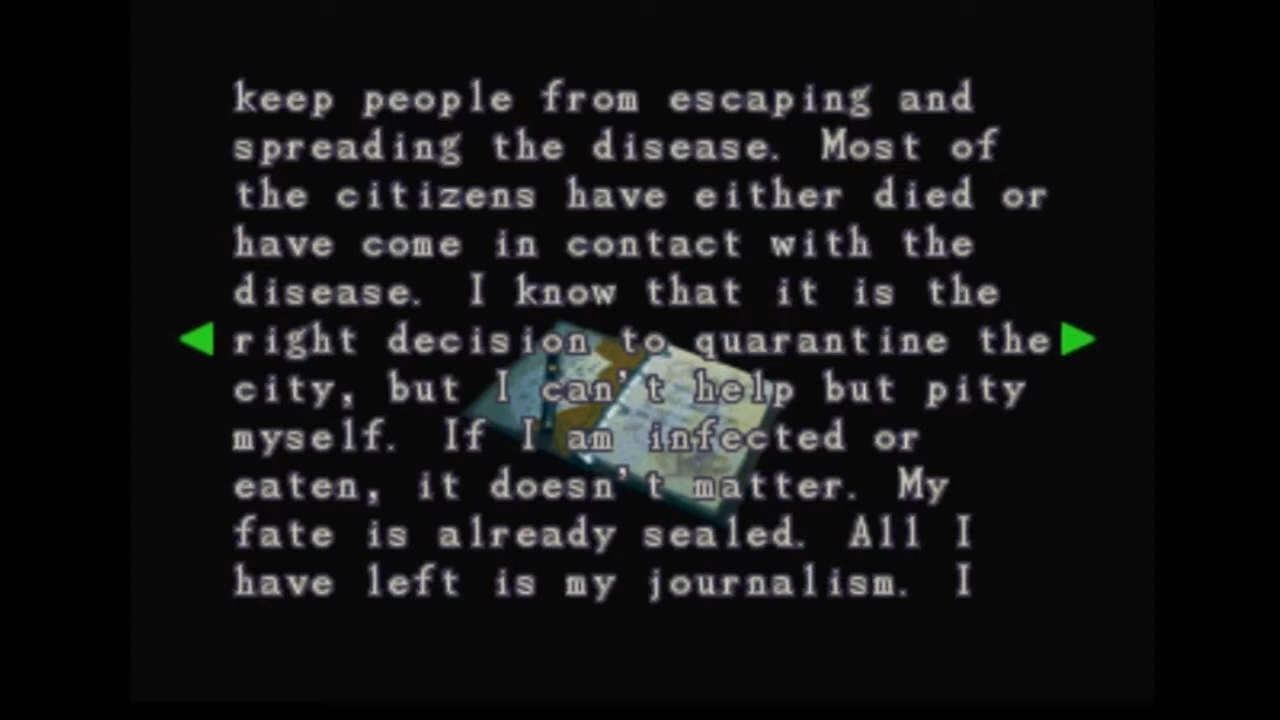 keep people from escaping and
spreading the disease. Most of
the citizens have either died or
have come in contact with the
disease. I know that it is the
right decision to quarantine the
city, but I can't help but pity
myself. If I am infected or
eaten, it doesn't matter. My
fate is already sealed. All I
have left is my journalism. I